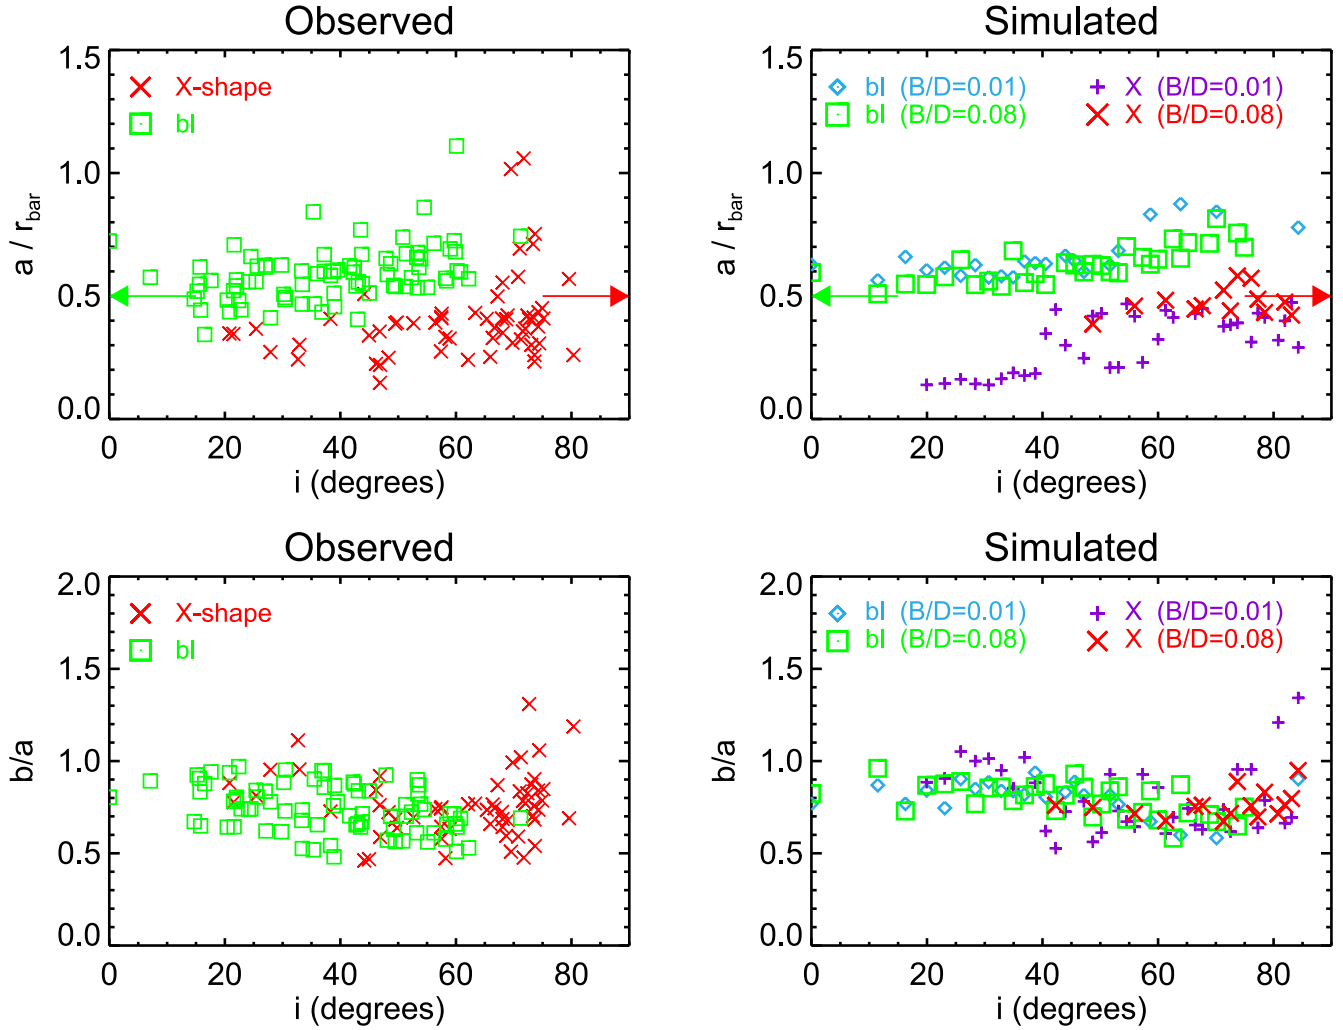 Observed
1.5
1.0
0.5
0.0
a / rbar
X-shape
bl
0 20 40 60 80
i (degrees)
Simulated
1.5
1.0
0.5
0.0
a / rbar
bl (B/D=0.01) X (B/D=0.01)
bl (B/D=0.08) X (B/D=0.08)
0 20 40 60 80
i (degrees)
Observed
2.0
1.5
1.0
0.5
0.0
b/a
X-shape
bl
0 20 40 60 80
i (degrees)
Simulated
2.0
1.5
1.0
0.5
0.0
b/a
bl (B/D=0.01) X (B/D=0.01)
bl (B/D=0.08) X (B/D=0.08)
0 20 40 60 80
i (degrees)